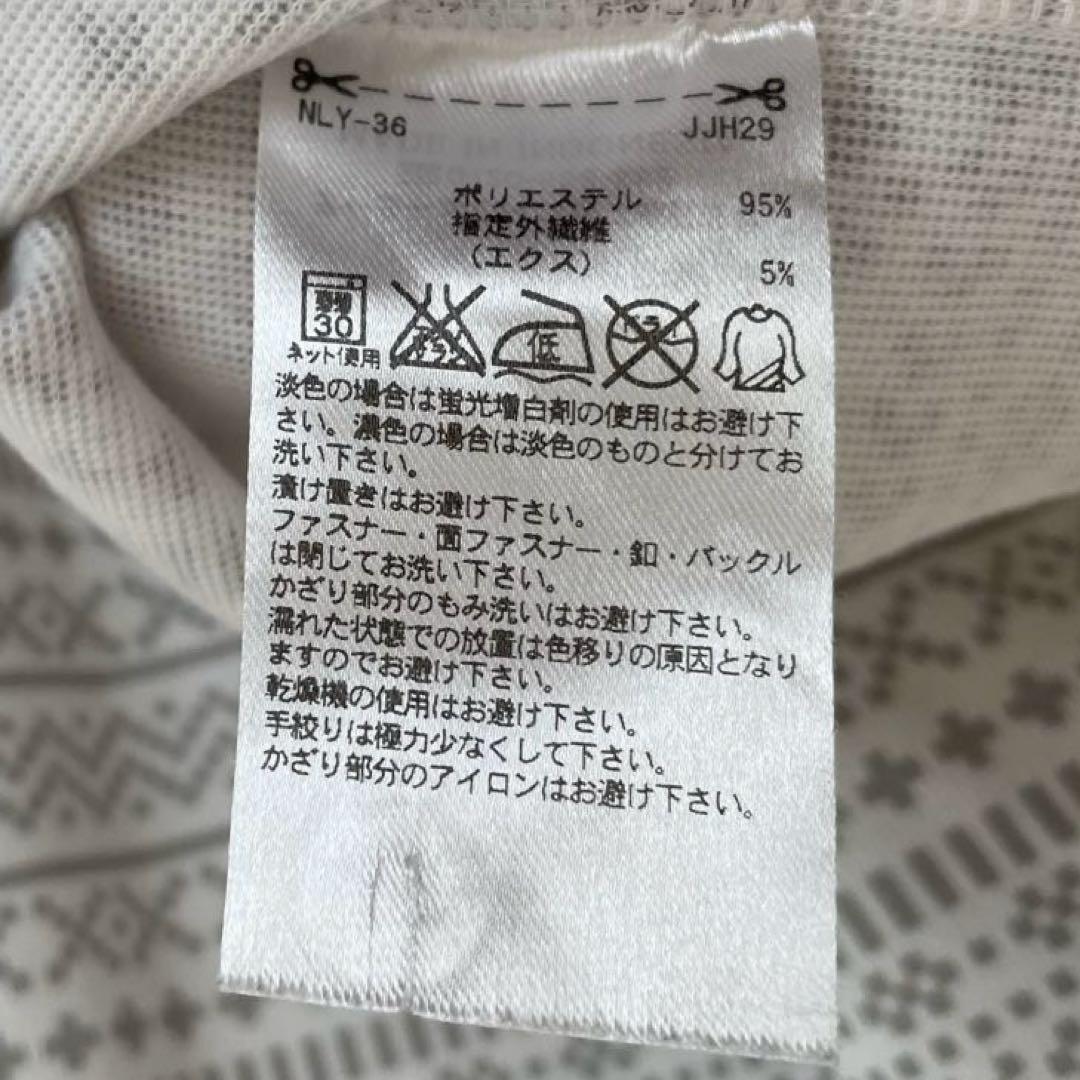 NLY-36 JJH29
ポリエステル 95%
指定外繊維
(エクス) 5%
30
ネット使用
エンソ
サラシ
低
ドライ
淡色の場合は蛍光増白剤の使用はお避け下
さい。濃色の場合は淡色のものと分けてお
洗い下さい。
漬け置きはお避け下さい。
ファスナー・面ファスナー・釦・バックル
は閉じてお洗い下さい。
かざり部分のもみ洗いはお避け下さい。
濡れた状態での放置は色移りの原因となり
ますのでお避け下さい。
乾燥機の使用はお避け下さい。
手絞りは極力少なくして下さい。
かざり部分のアイロンはお避け下さい。